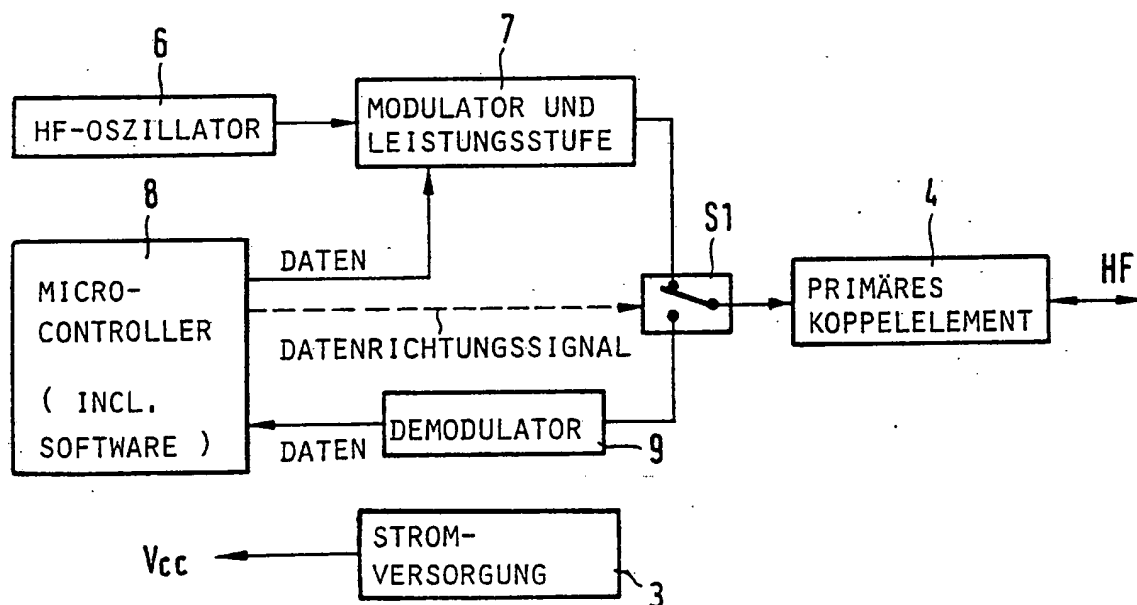 6
HF-OSZILLATOR
7
MODULATOR UND
LEISTUNGSSTUFE
8
MICRO-
CONTROLLER
( INCL.
SOFTWARE )
DATEN
DATENRICHTUNGSSIGNAL
DATEN
S1
4
PRIMÄRES
KOPPELELEMENT
HF
DEMODULATOR
9
Vcc
STROM-
VERSORGUNG
3